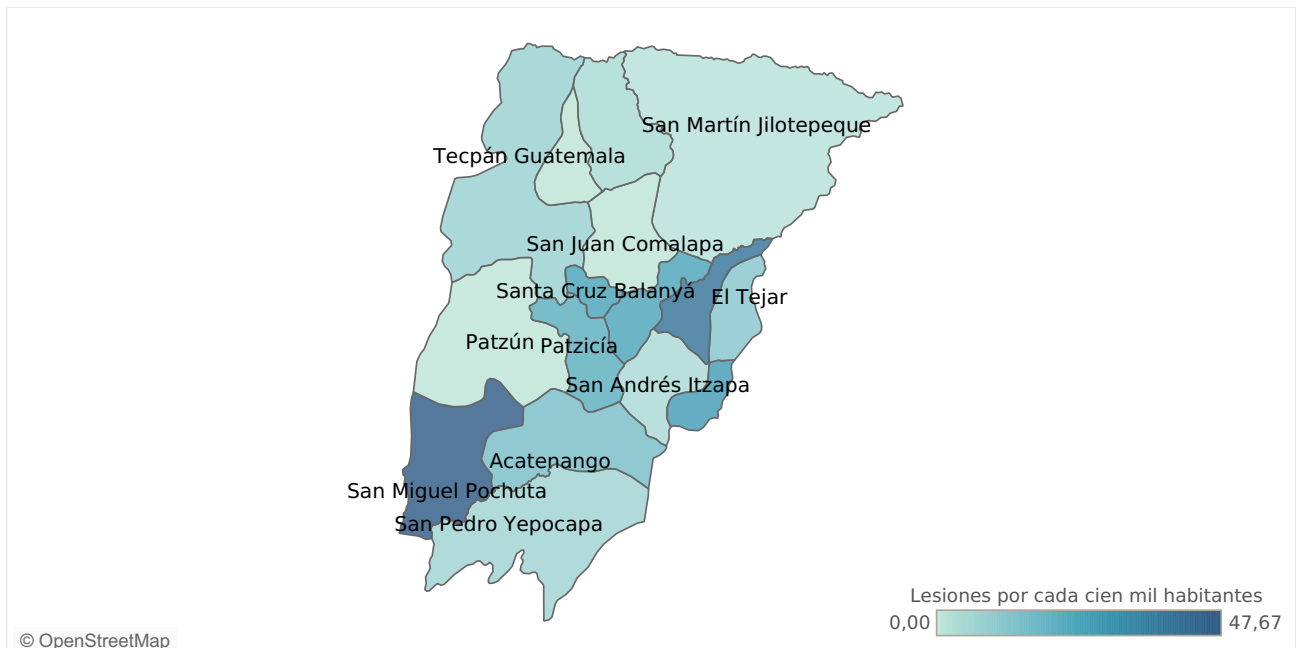 San Martín Jilotepeque
Tecpán Guatemala
San Juan Comalapa
Santa Cruz Balanyá
El Tejar
Patzún
Patzicía
San Andrés Itzapa
Acatenango
San Miguel Pochuta
San Pedro Yepocapa
Lesiones por cada cien mil habitantes
0,00
47,67
© OpenStreetMap